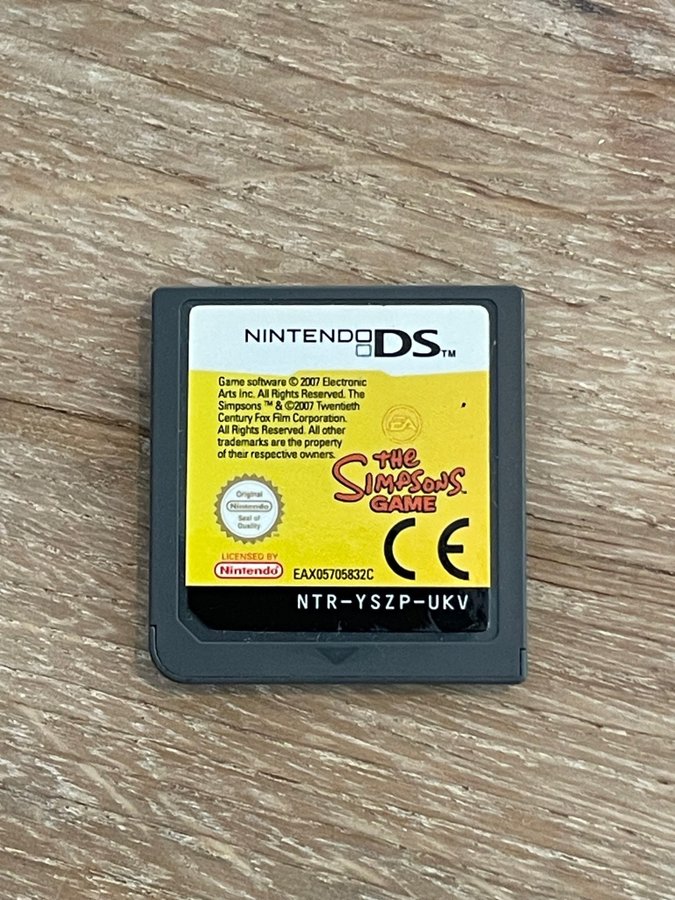 NINTENDO DS™
Game software © 2007 Electronic
Arts Inc. All Rights Reserved. The
Simpsons ™ & ©2007 Twentieth
Century Fox Film Corporation.
All Rights Reserved. All other
trademarks are the property
of their respective owners.
EA
THE
SIMPSONS™
GAME
Original
Nintendo
Seal of
Quality
LICENSED BY
Nintendo
EAX05705832C
CE
NTR-YSZP-UKV